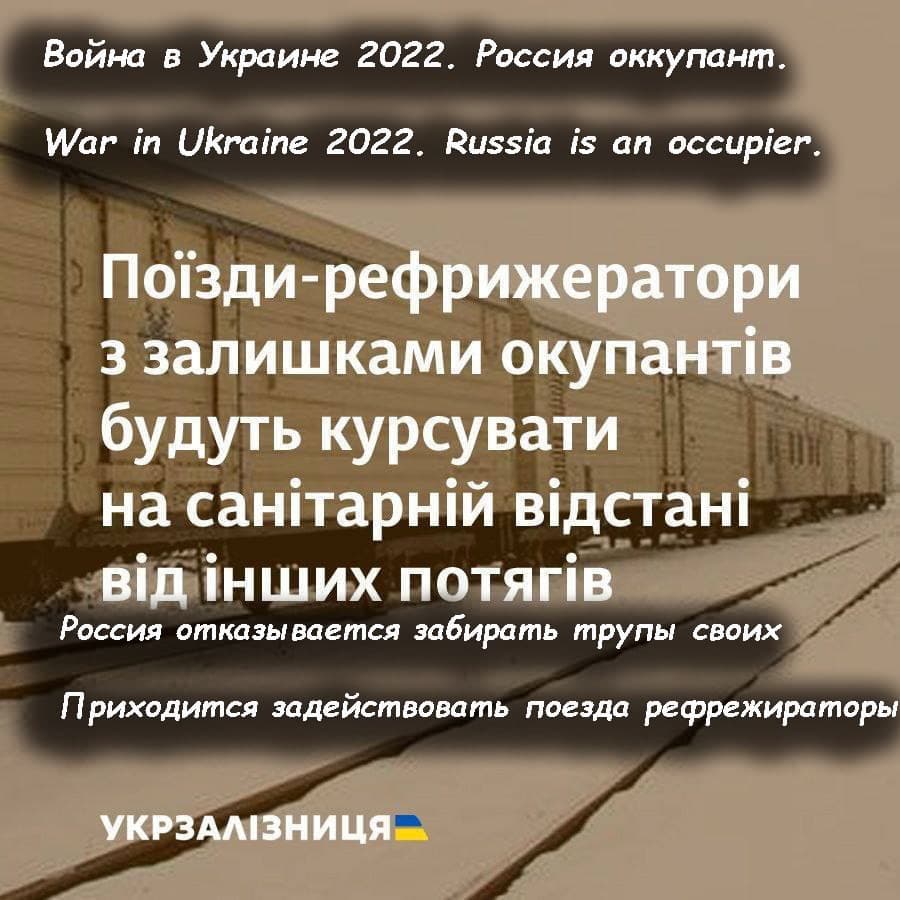 Война в Украине 2022. Россия оккупант.
War in Ukraine 2022. Russia is an occupier.
Поїзди-рефрижератори
з залишками окупантів
будуть курсувати
на санітарній відстані
від інших потягів
Россия отказывается забирать трупы своих
Приходится задействовать поезда рефрежираторы
УКРЗАЛІЗНИЦЯ